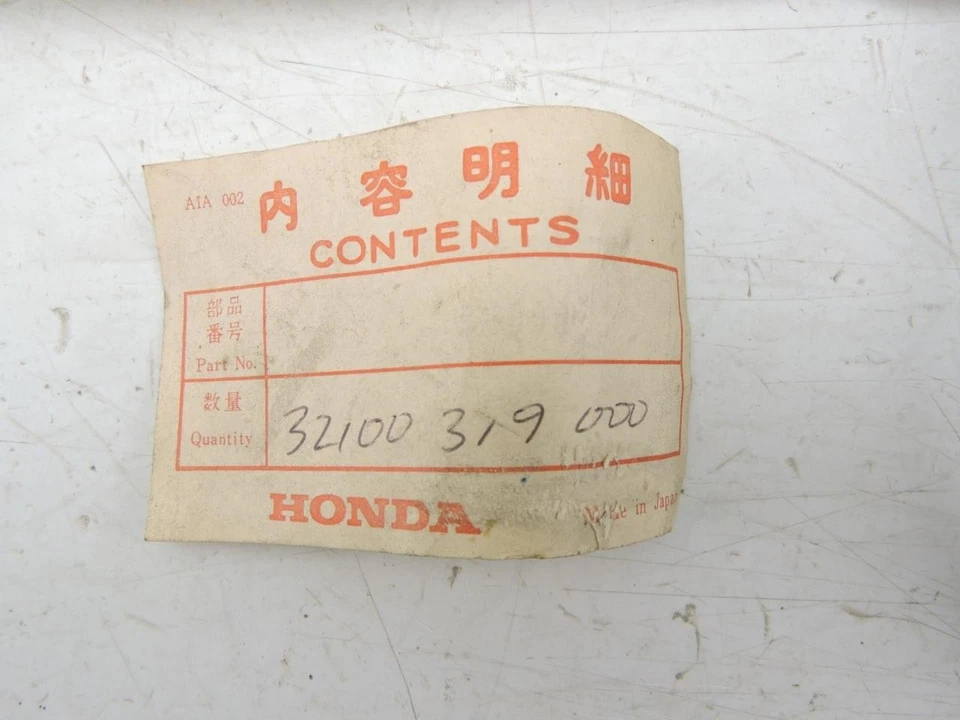 AIA 002
内容明細
CONTENTS
部品
番号
Part No.
数量
Quantity
32100 319 000
HONDA
Made in Japan